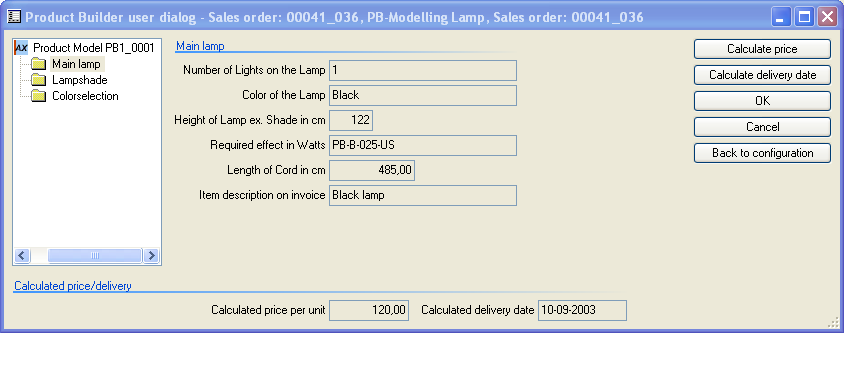 Product Builder user dialog - Sales order: 00041_036, PB-Modelling Lamp, Sales order: 00041_036
AX Product Model PB1_0001
Main lamp
Lampshade
Colorselection
Main lamp
Number of Lights on the Lamp 1
Color of the Lamp Black
Height of Lamp ex. Shade in cm 122
Required effect in Watts PB-B-025-US
Length of Cord in cm 485,00
Item description on invoice Black lamp
Calculate price
Calculate delivery date
OK
Cancel
Back to configuration
Calculated price/delivery
Calculated price per unit 120,00 Calculated delivery date 10-09-2003